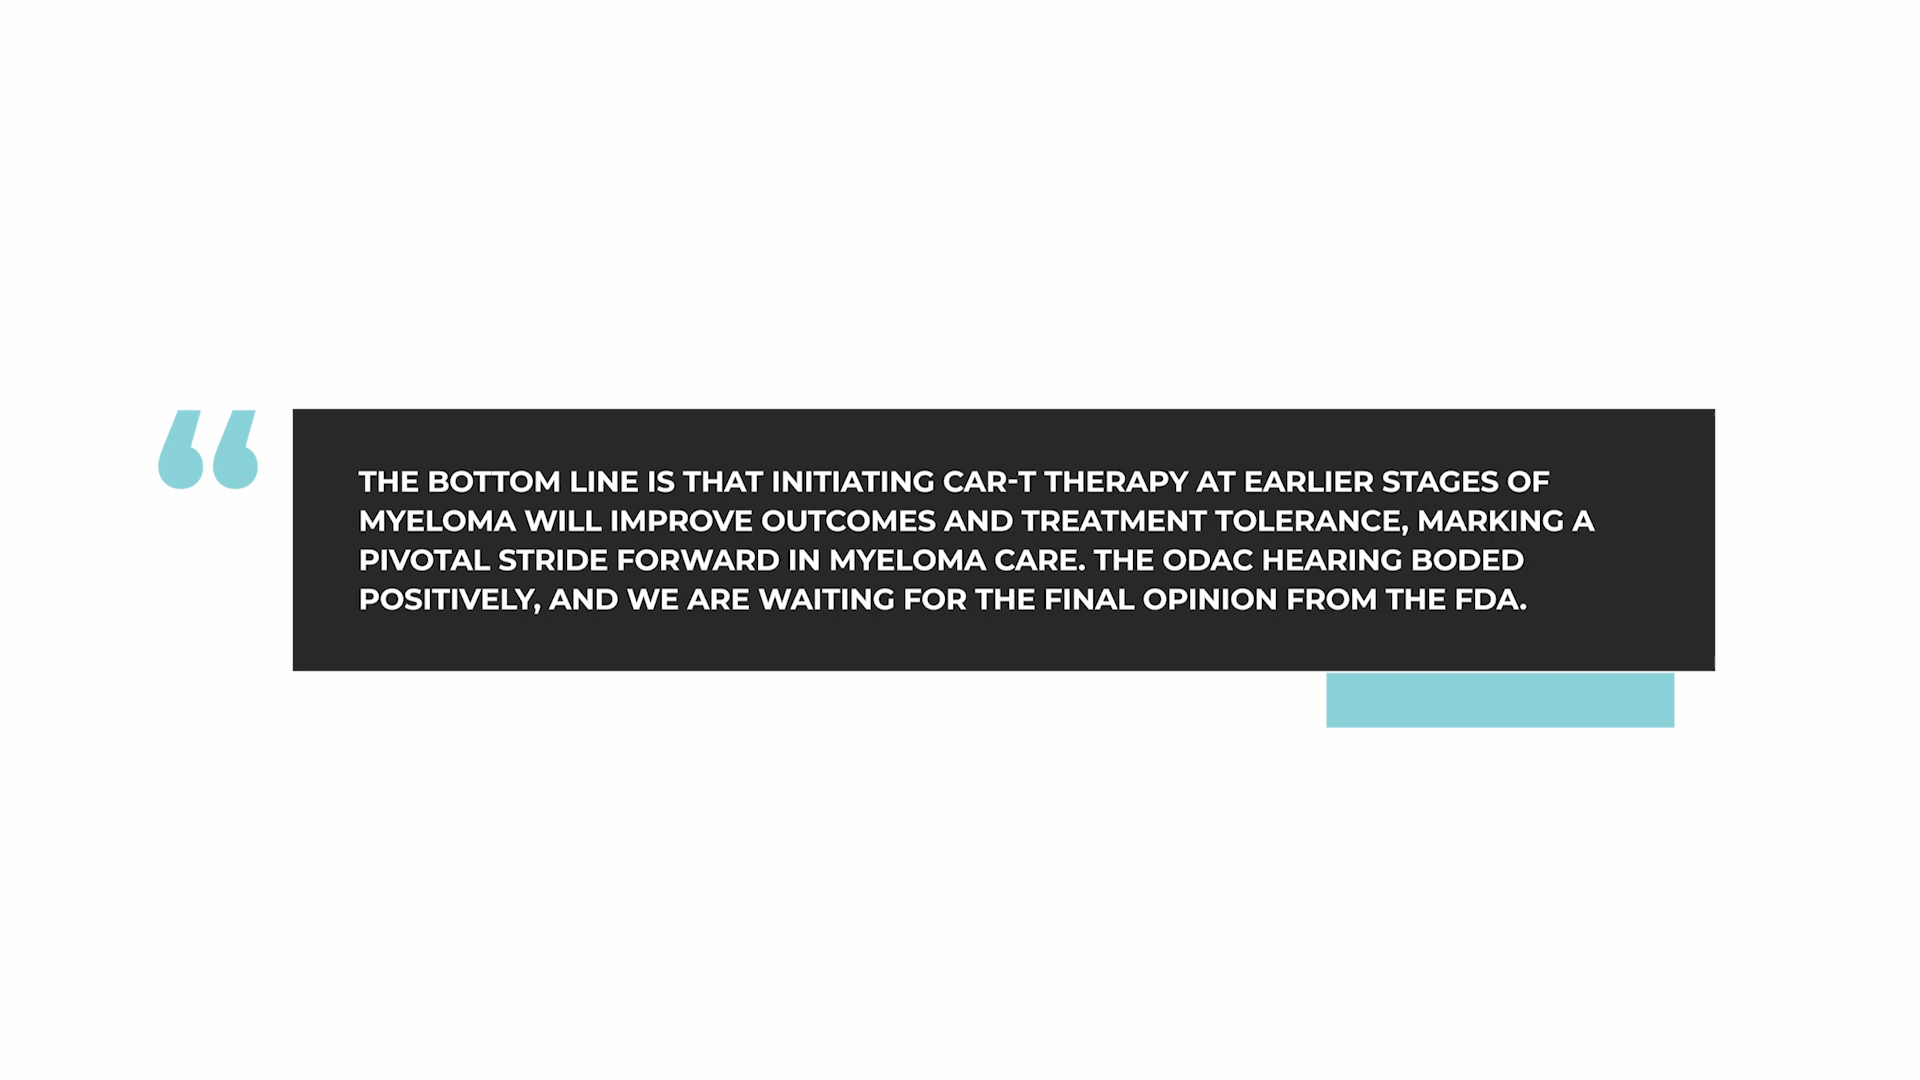 “
THE BOTTOM LINE IS THAT INITIATING CAR-T THERAPY AT EARLIER STAGES OF
MYELOMA WILL IMPROVE OUTCOMES AND TREATMENT TOLERANCE, MARKING A
PIVOTAL STRIDE FORWARD IN MYELOMA CARE. THE ODAC HEARING BODED
POSITIVELY, AND WE ARE WAITING FOR THE FINAL OPINION FROM THE FDA.